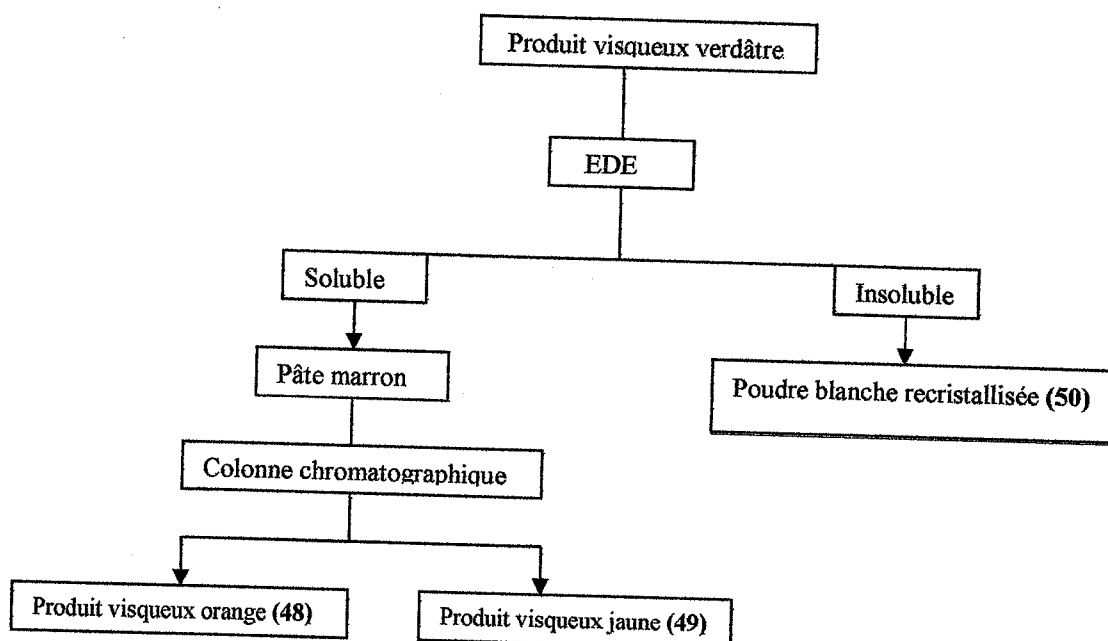 Produit visqueux verdâtre
EDE
Soluble
Insoluble
Pâte marron
Poudre blanche recristallisée (50)
Colonne chromatographique
Produit visqueux orange (48)
Produit visqueux jaune (49)